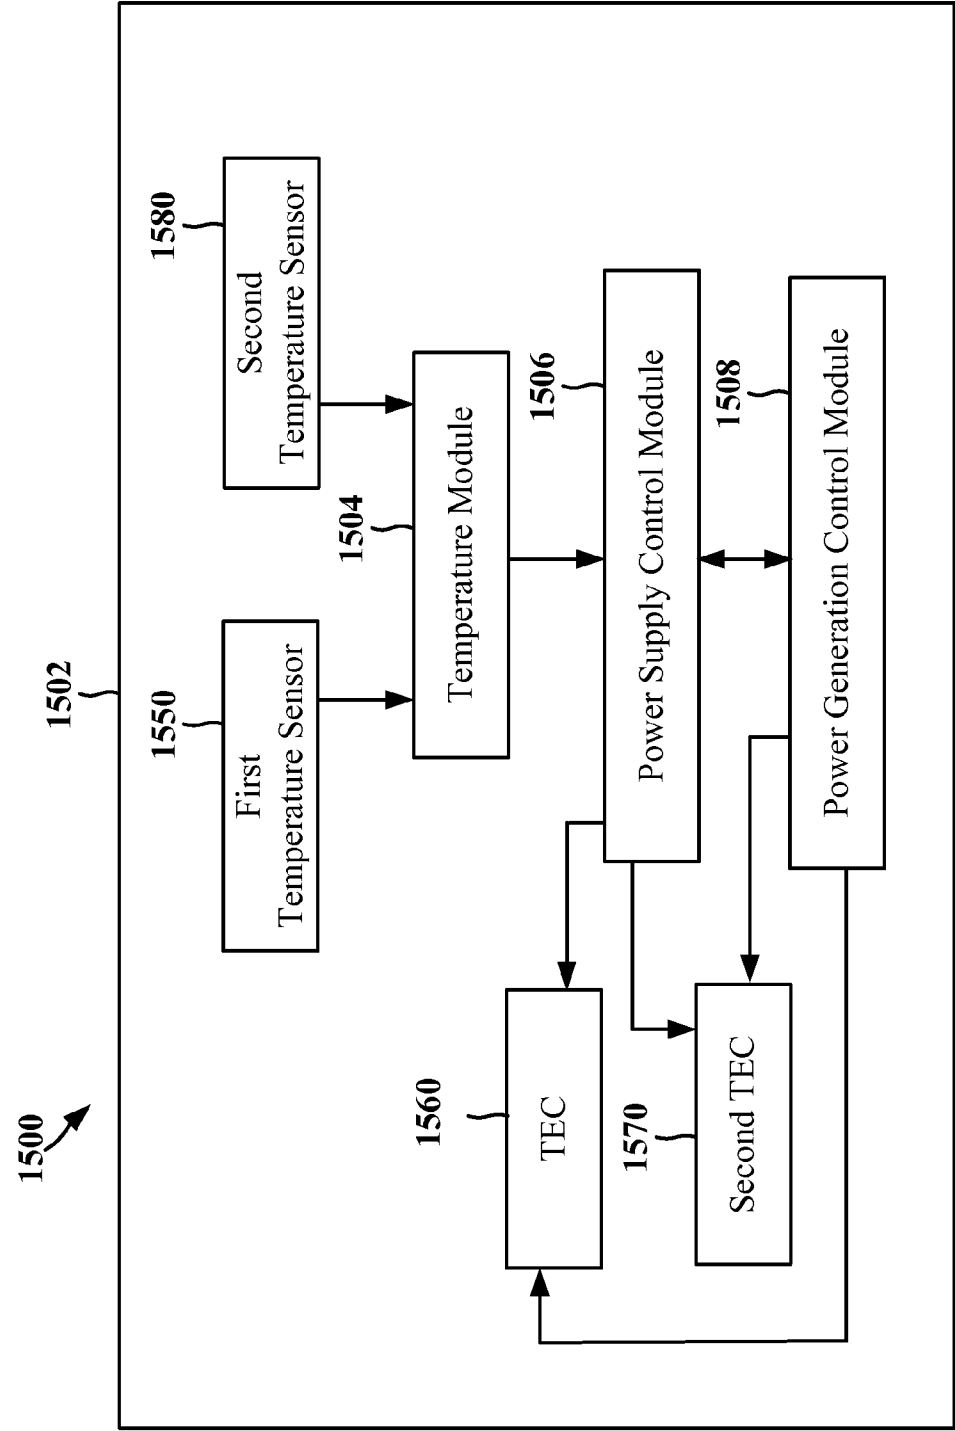 1500
1502
1550
First
Temperature Sensor
1580
Second
Temperature Sensor
1504
Temperature Module
1560
TEC
1506
Power Supply Control Module
1570
Second TEC
1508
Power Generation Control Module